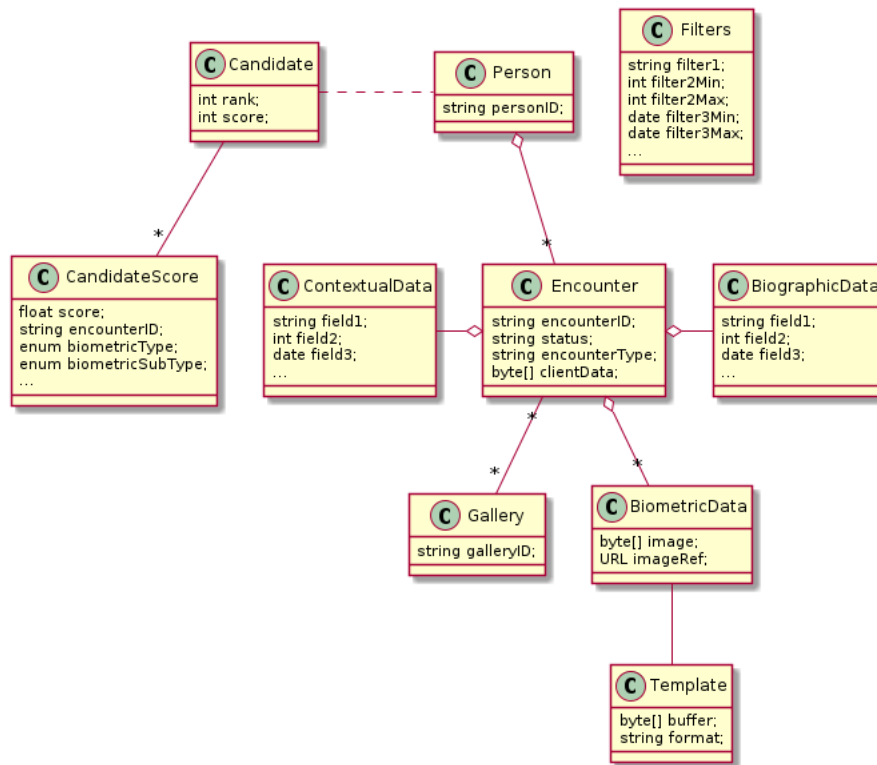 C Candidate
int rank;
int score;
C Person
string personID;
C Filters
string filter1;
int filter2Min;
int filter2Max;
date filter3Min;
date filter3Max;
...
*
*
C CandidateScore
float score;
string encounterID;
enum biometricType;
enum biometricSubType;
...
C ContextualData
string field1;
int field2;
date field3;
...
C Encounter
string encounterID;
string status;
string encounterType;
byte[] clientData;
C BiographicData
string field1;
int field2;
date field3;
...
*
*
*
C Gallery
string galleryID;
C BiometricData
byte[] image;
URL imageRef;
C Template
byte[] buffer;
string format;